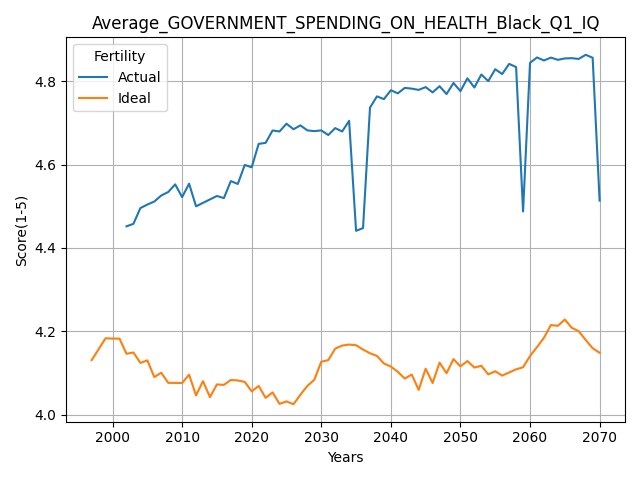 Average_GOVERNMENT_SPENDING_ON_HEALTH_Black_Q1_IQ
Fertility
Actual
Ideal
Score(1-5)
4.8
4.6
4.4
4.2
4.0
2000 2010 2020 2030 2040 2050 2060 2070
Years